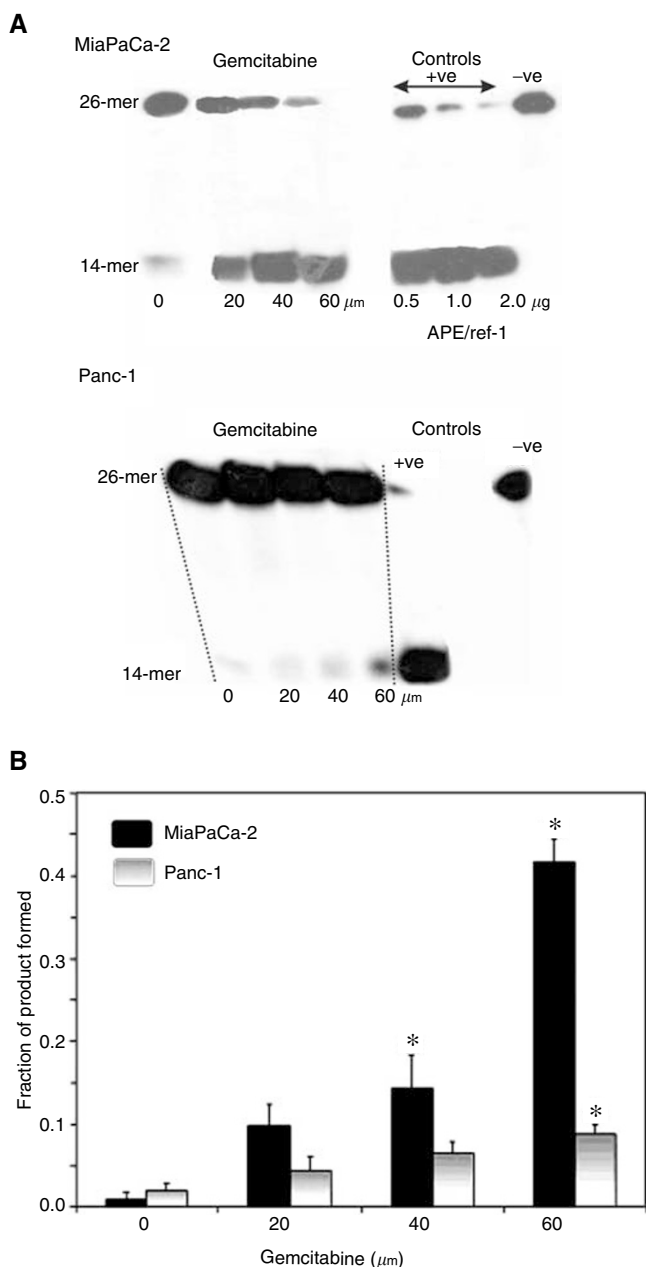 A
MiaPaCa-2
Gemcitabine
Controls
+ve
−ve
26-mer
14-mer
0 20 40 60 μm 0.5 1.0 2.0 μg
APE/ref-1
Panc-1
Gemcitabine
Controls
+ve
−ve
26-mer
14-mer
0 20 40 60 μm
B
0.5
0.4
0.3
0.2
0.1
0.0
Fraction of product formed
MiaPaCa-2
Panc-1
*
*
*
0 20 40 60
Gemcitabine (μm)